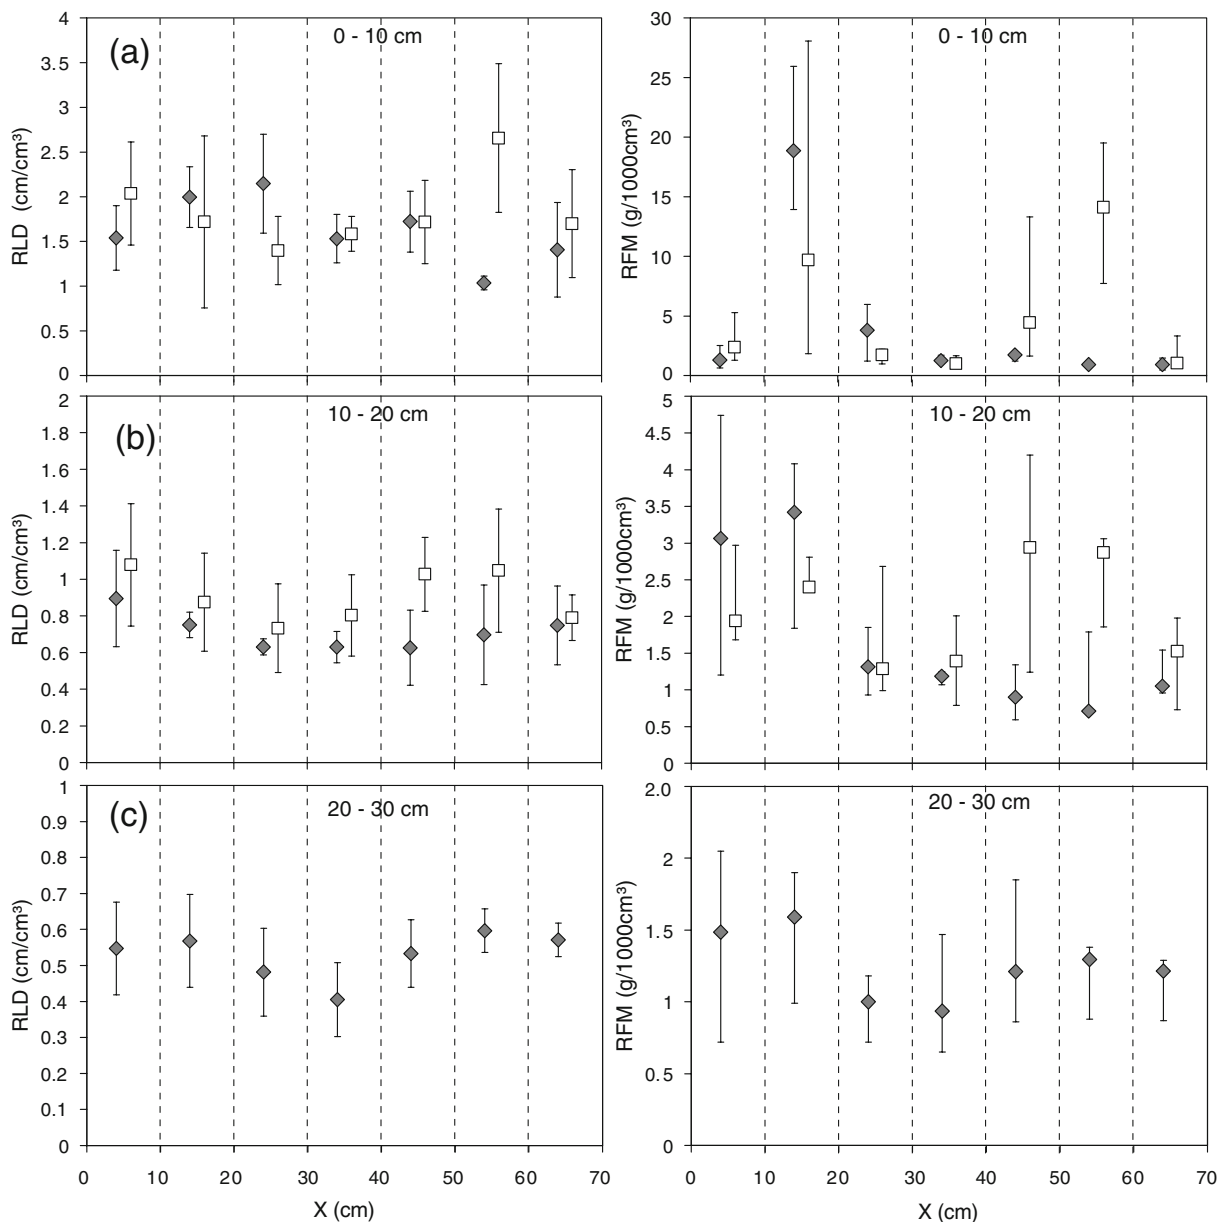 (a)
0 - 10 cm
RLD (cm/cm³)
4
3.5
3
2.5
2
1.5
1
0.5
0
0 - 10 cm
RFM (g/1000cm³)
30
25
20
15
10
5
0
(b)
10 - 20 cm
RLD (cm/cm³)
2
1.8
1.6
1.4
1.2
1
0.8
0.6
0.4
0.2
0
10 - 20 cm
RFM (g/1000cm³)
5
4.5
4
3.5
3
2.5
2
1.5
1
0.5
0
(c)
20 - 30 cm
RLD (cm/cm³)
1
0.9
0.8
0.7
0.6
0.5
0.4
0.3
0.2
0.1
0
0 10 20 30 40 50 60 70
X (cm)
20 - 30 cm
RFM (g/1000cm³)
2.0
2
1.5
1
0.5
0
0 10 20 30 40 50 60 70
X (cm)